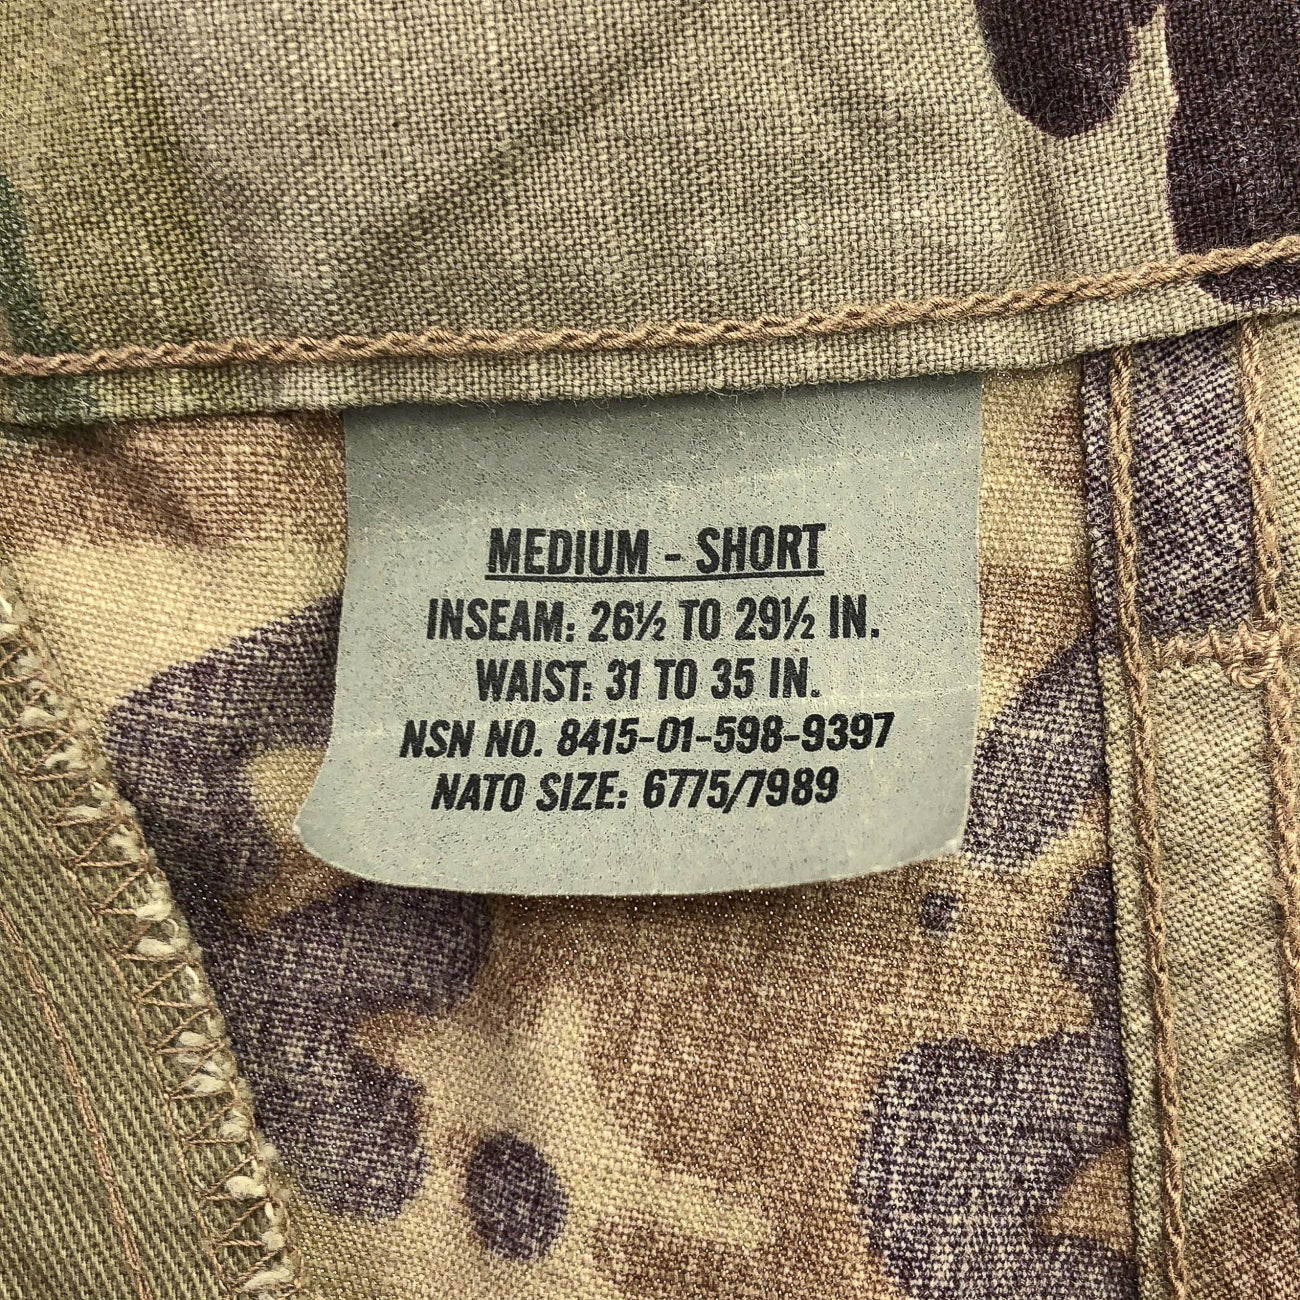 MEDIUM - SHORT
INSEAM: 26½ TO 29½ IN.
WAIST: 31 TO 35 IN.
NSN NO. 8415-01-598-9397
NATO SIZE: 6775/7989